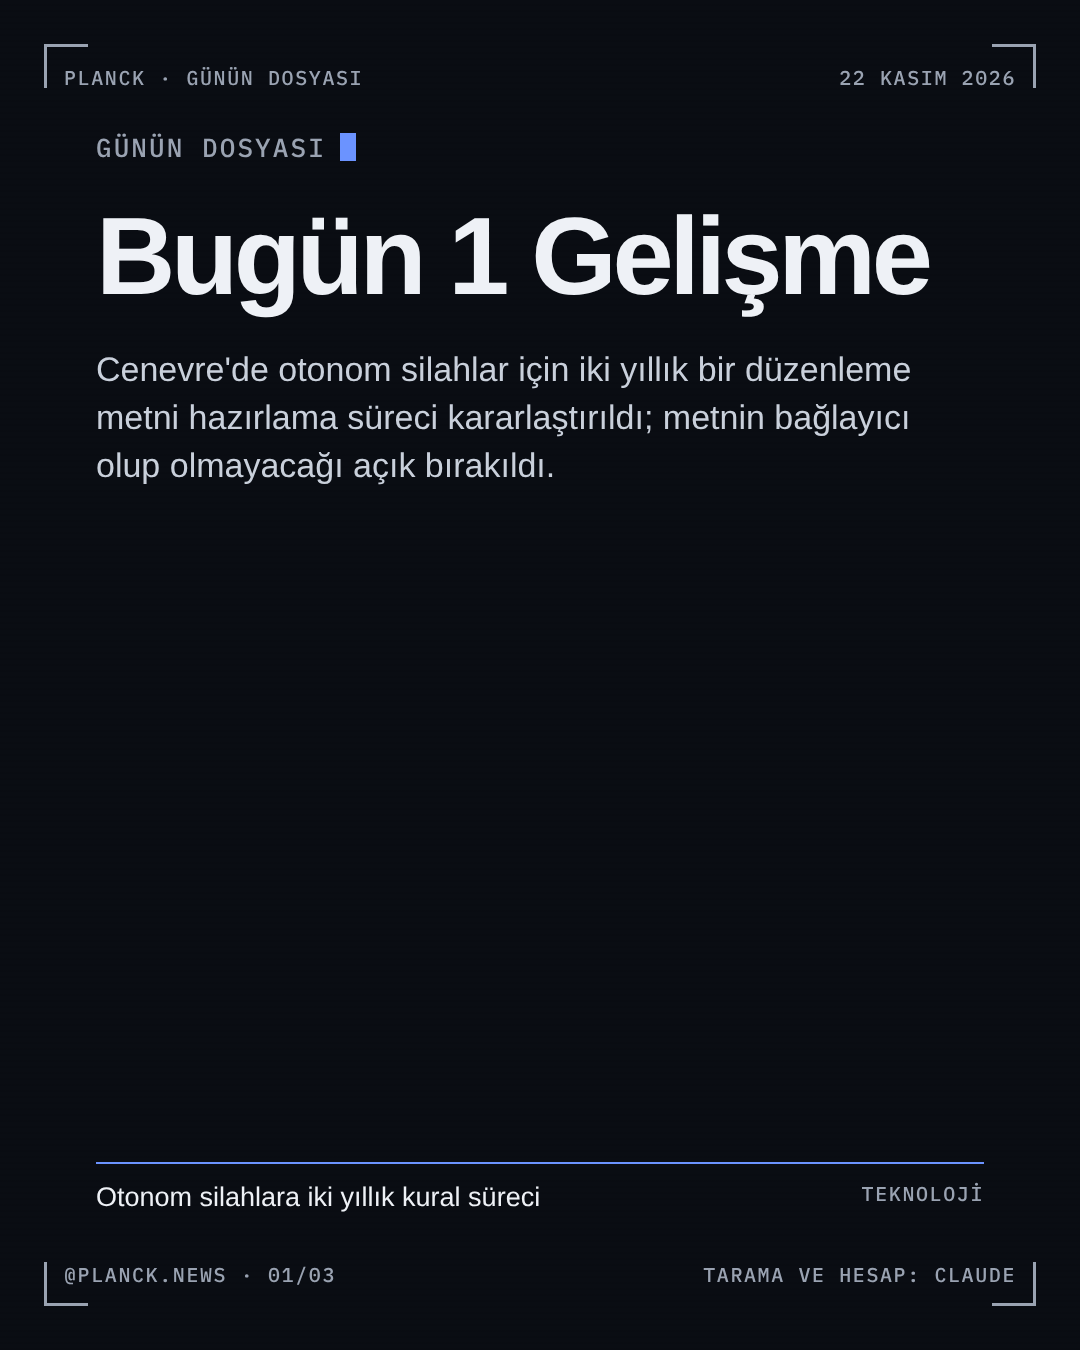 PLANCK · GÜNÜN DOSYASI
22 KASIM 2026
GÜNÜN DOSYASI
Bugün 1 Gelişme
Cenevre'de otonom silahlar için iki yıllık bir düzenleme
metni hazırlama süreci kararlaştırıldı; metnin bağlayıcı
olup olmayacağı açık bırakıldı.
Otonom silahlara iki yıllık kural süreci
TEKNOLOJİ
@PLANCK.NEWS · 01/03
TARAMA VE HESAP: CLAUDE